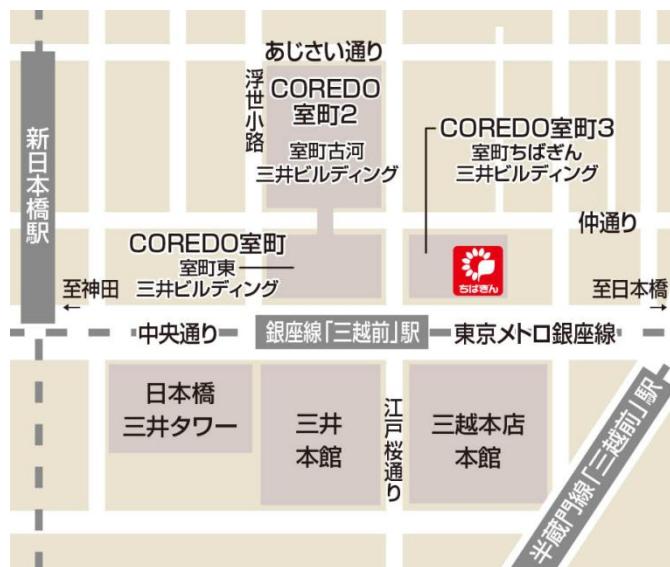 あじさい通り
浮世小路
COREDO
室町2
室町古河
三井ビルディング
COREDO室町3
室町ちばぎん
三井ビルディング
新日本橋駅
仲通り
COREDO室町
室町東
三井ビルディング
ちばぎん
至神田
←
至日本橋
→
中央通り
銀座線「三越前」駅
東京メトロ銀座線
日本橋
三井タワー
三井
本館
江戸桜通り
三越本店
本館
半蔵門線「三越前」駅